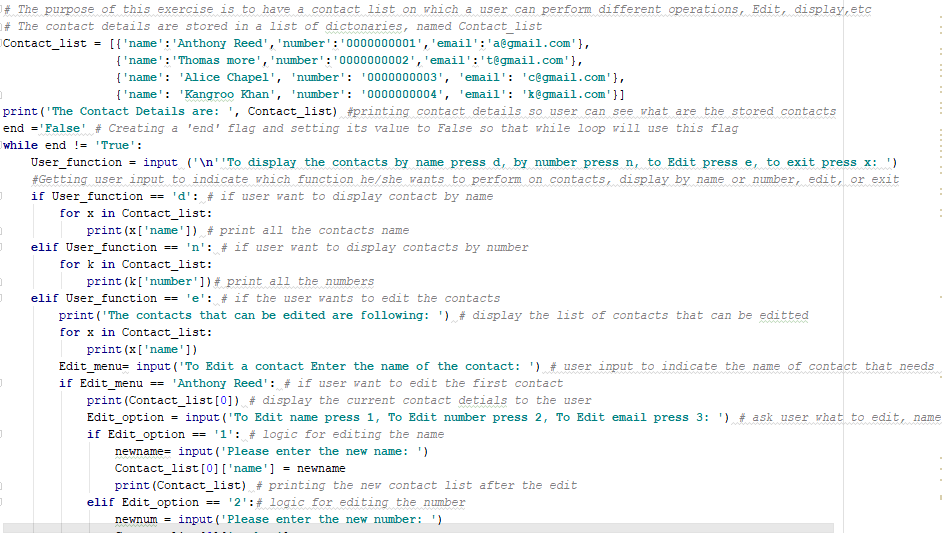 # The purpose of this exercise is to have a contact list on which a user can perform different operations, Edit, display,etc
# The contact details are stored in a list of dictonaries, named Contact_list
Contact_list = [{'name':'Anthony Reed','number':'0000000001','email':'a@gmail.com'},
{'name':'Thomas more','number':'0000000002','email':'t@gmail.com'},
{'name': 'Alice Chapel', 'number': '0000000003', 'email': 'c@gmail.com'},
{'name': 'Kangroo Khan', 'number': '0000000004', 'email': 'k@gmail.com'}]
print('The Contact Details are: ', Contact_list) #printing contact details so user can see what are the stored contacts
end ='False' # Creating a 'end' flag and setting its value to False so that while loop will use this flag
while end != 'True':
User_function = input ('\n''To display the contacts by name press d, by number press n, to Edit press e, to exit press x: ')
#Getting user input to indicate which function he/she wants to perform on contacts, display by name or number, edit, or exit
if User_function == 'd': # if user want to display contact by name
for x in Contact_list:
print(x['name']) # print all the contacts name
elif User_function == 'n': # if user want to display contacts by number
for k in Contact_list:
print(k['number'])# print all the numbers
elif User_function == 'e': # if the user wants to edit the contacts
print('The contacts that can be edited are following: ') # display the list of contacts that can be editted
for x in Contact_list:
print(x['name'])
Edit_menu= input('To Edit a contact Enter the name of the contact: ') # user input to indicate the name of contact that needs
if Edit_menu == 'Anthony Reed': # if user want to edit the first contact
print(Contact_list[0]) # display the current contact detials to the user
Edit_option = input('To Edit name press 1, To Edit number press 2, To Edit email press 3: ') # ask user what to edit, name
if Edit_option == '1': # logic for editing the name
newname= input('Please enter the new name: ')
Contact_list[0]['name'] = newname
print(Contact_list) # printing the new contact list after the edit
elif Edit_option == '2':# logic for editing the number
newnum = input('Please enter the new number: ')